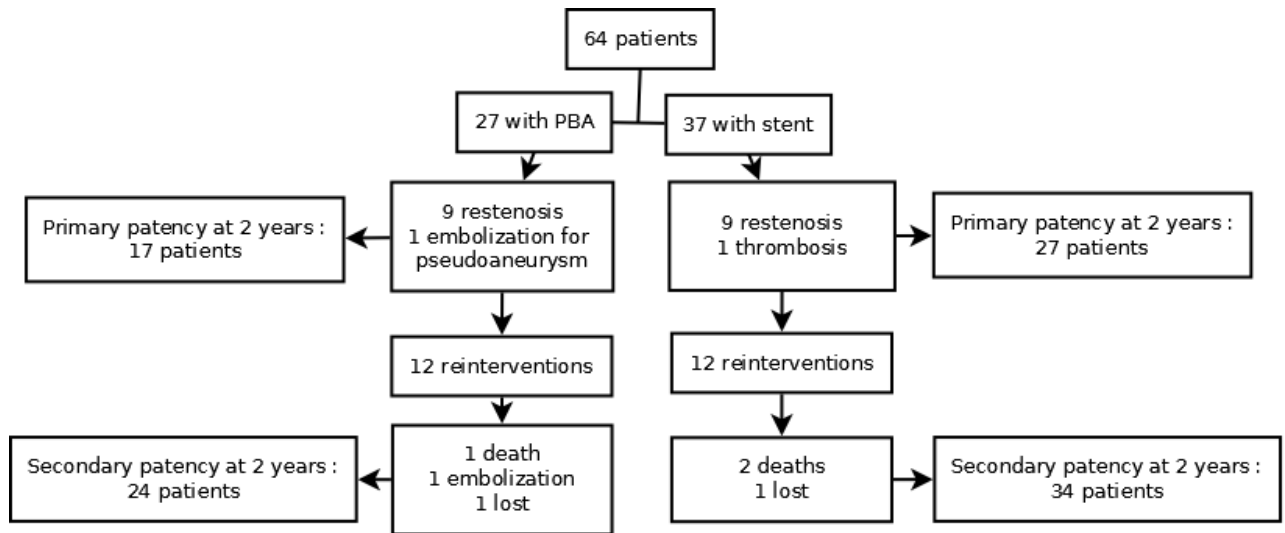 64 patients
27 with PBA
37 with stent
Primary patency at 2 years :
17 patients
9 restenosis
1 embolization for
pseudoaneurysm
9 restenosis
1 thrombosis
Primary patency at 2 years :
27 patients
12 reinterventions
12 reinterventions
Secondary patency at 2 years :
24 patients
1 death
1 embolization
1 lost
2 deaths
1 lost
Secondary patency at 2 years :
34 patients